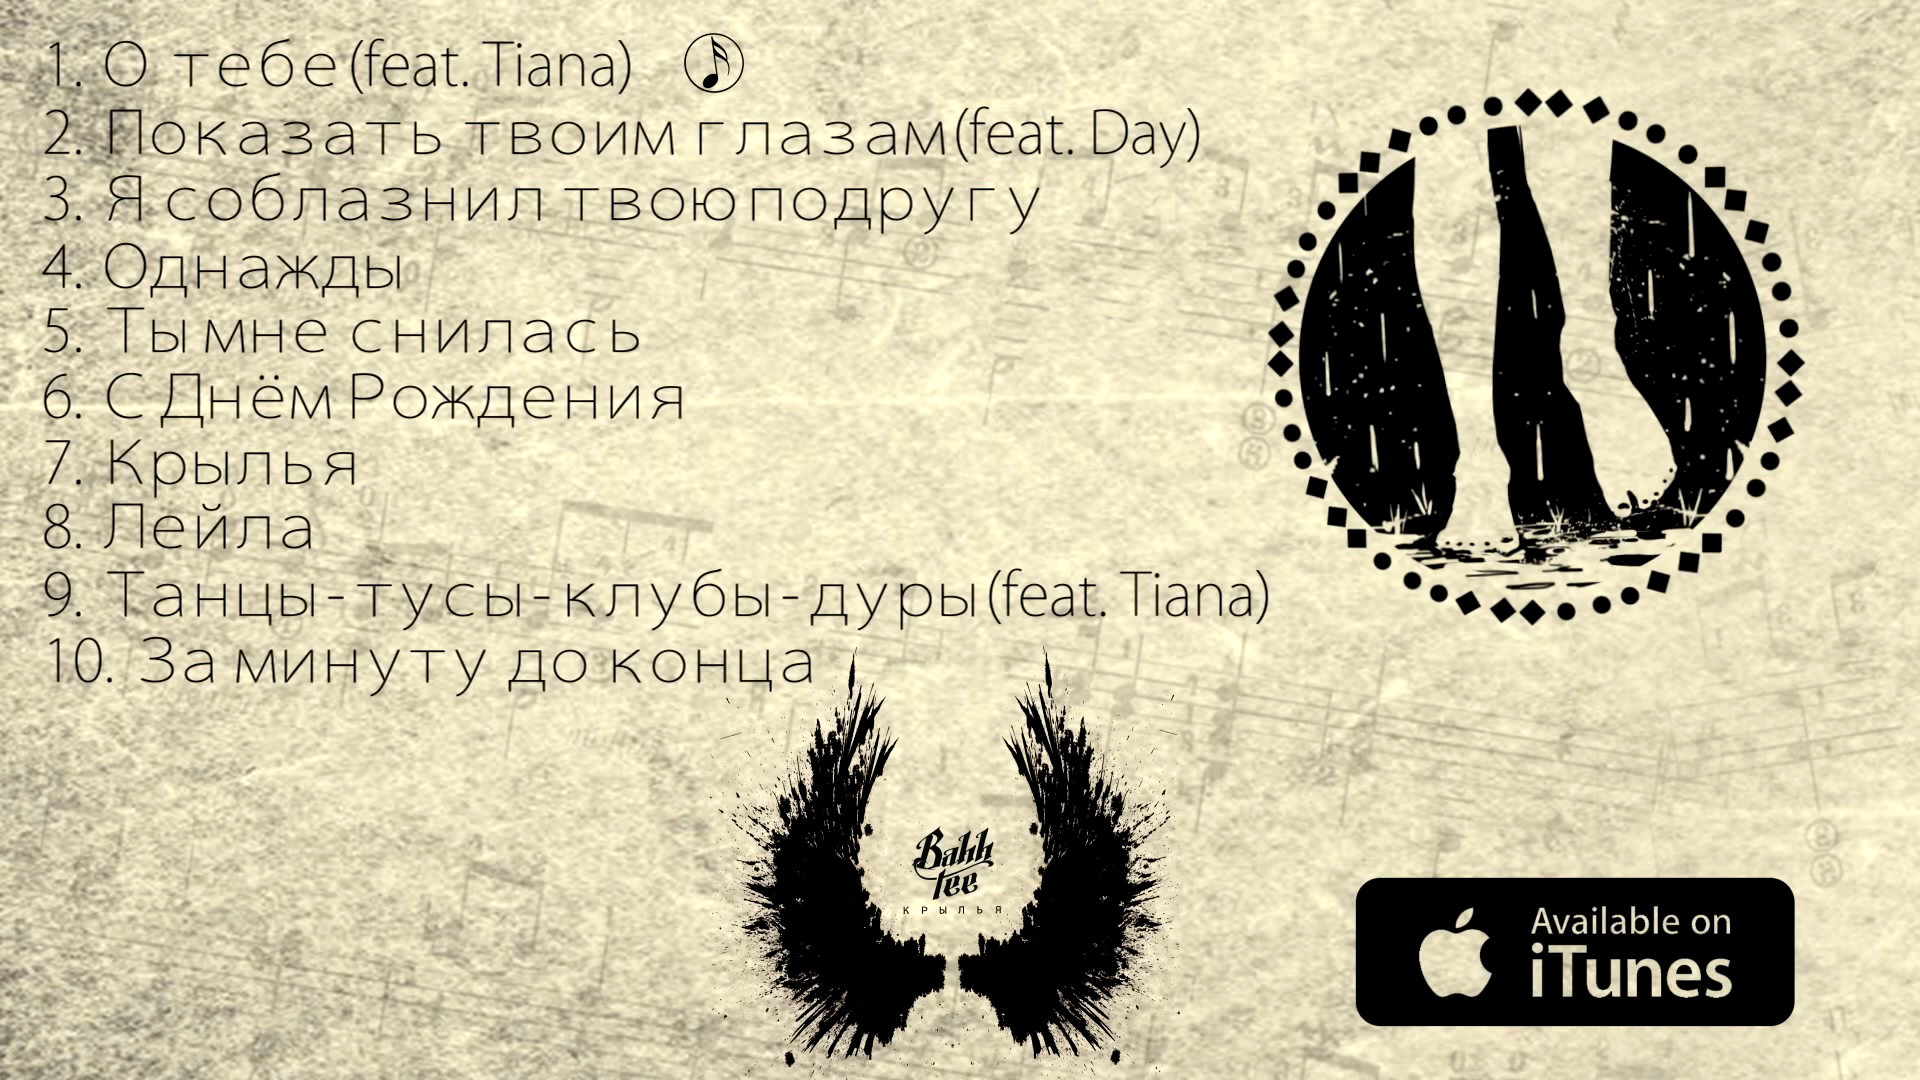 1. О тебе (feat. Tiana)
2. Показать твоим глазам (feat. Day)
3. Я соблазнил твою подругу
4. Однажды
5. Ты мне снилась
6. С Днём Рождения
7. Крылья
8. Лейла
9. Танцы-тусы-клубы-дуры (feat. Tiana)
10. За минуту до конца
Bahh
Tee
КРЫЛЬЯ
Available on
iTunes